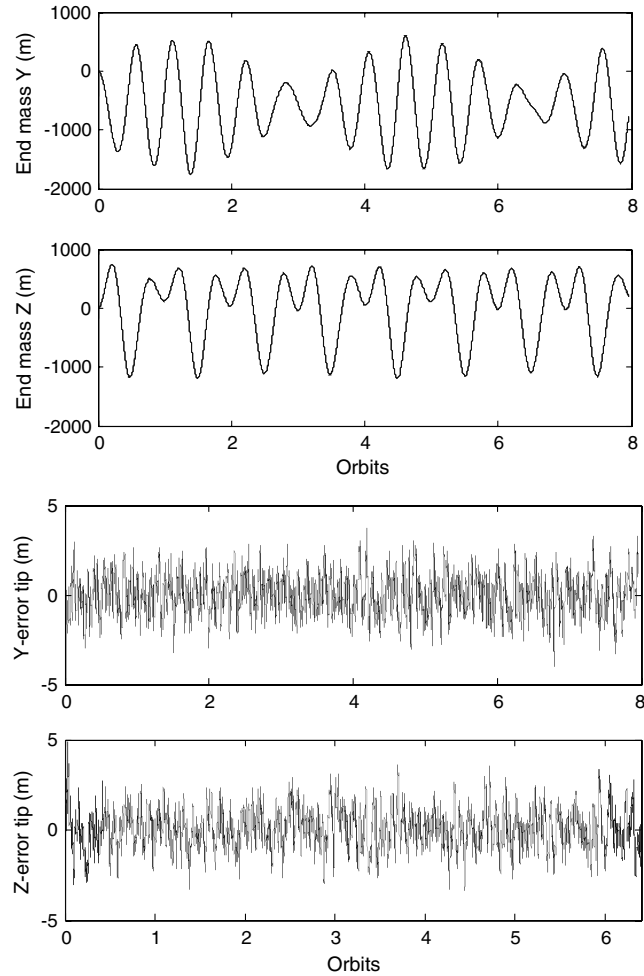 End mass Y (m)
1000
0
-1000
-2000
0 2 4 6 8
End mass Z (m)
1000
0
-1000
-2000
0 2 4 6 8
Orbits
Y-error tip (m)
5
0
-5
0 2 4 6 8
Z-error tip (m)
5
0
-5
0 1 2 3 4 5 6
Orbits